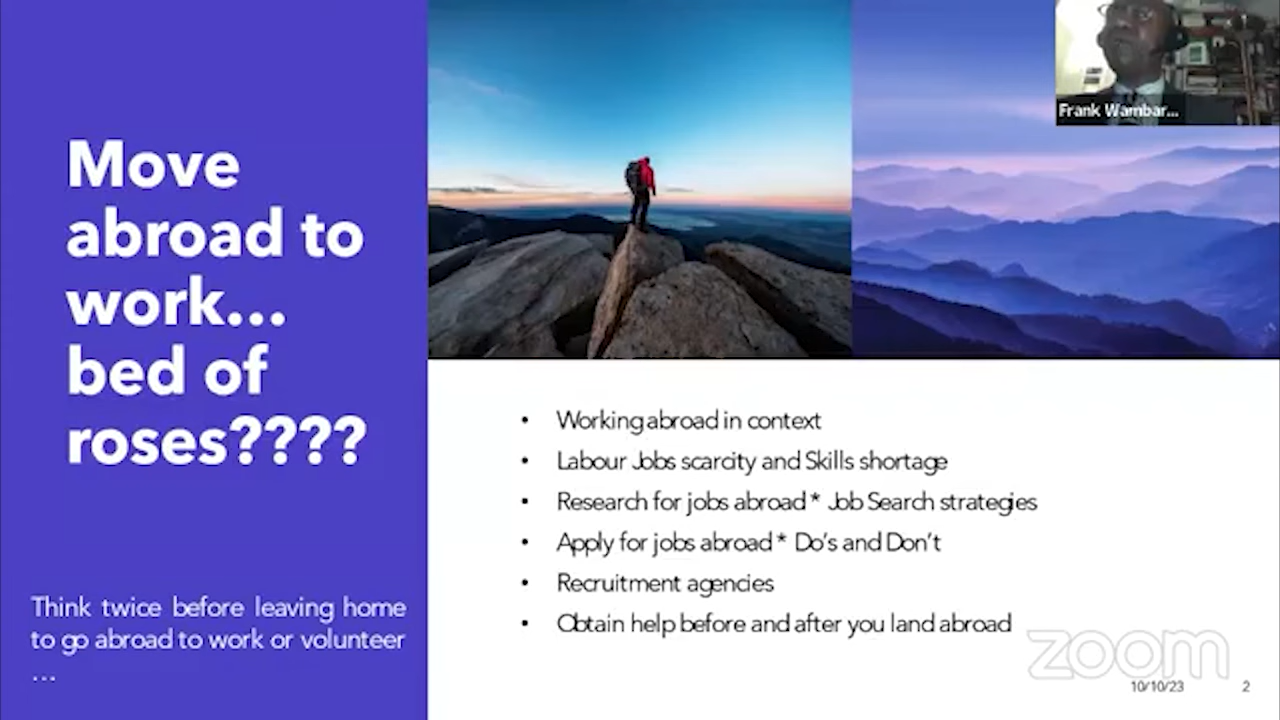 Move
abroad to
work...
bed of
roses????
Think twice before leaving home
to go abroad to work or volunteer
...
Frank Wambar...
• Working abroad in context
• Labour Jobs scarcity and Skills shortage
• Research for jobs abroad * Job Search strategies
• Apply for jobs abroad * Do's and Don't
• Recruitment agencies
• Obtain help before and after you land abroad
zoom
10/10/23 2